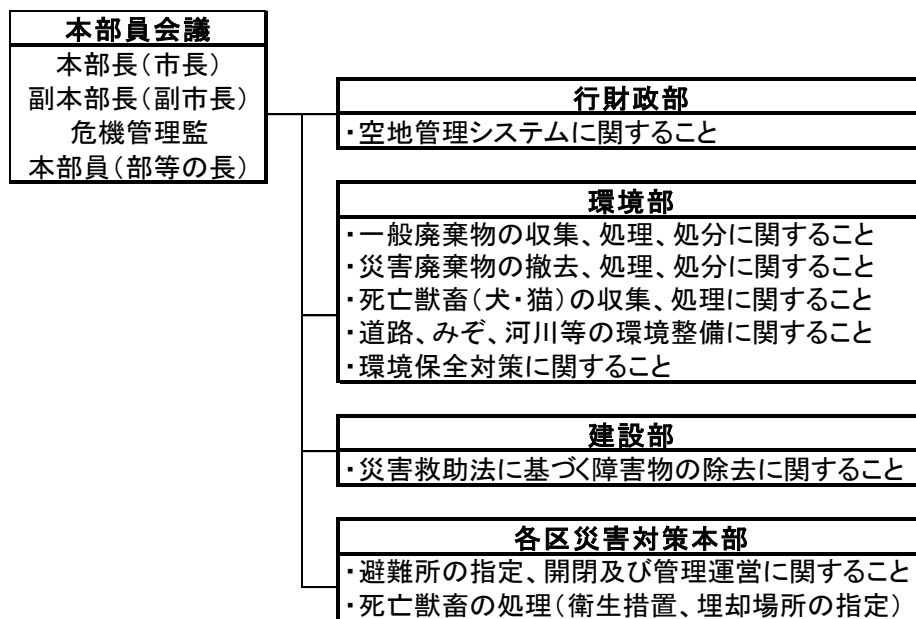 本部員会議
本部長（市長）
副本部長（副市長）
危機管理監
本部員（部等の長）
行財政部
・空地管理システムに関すること
環境部
・一般廃棄物の収集、処理、処分に関すること
・災害廃棄物の撤去、処理、処分に関すること
・死亡獣畜（犬・猫）の収集、処理に関すること
・道路、みぞ、河川等の環境整備に関すること
・環境保全対策に関すること
建設部
・災害救助法に基づく障害物の除去に関すること
各区災害対策本部
・避難所の指定、開閉及び管理運営に関すること
・死亡獣畜の処理（衛生措置、埋却場所の指定）